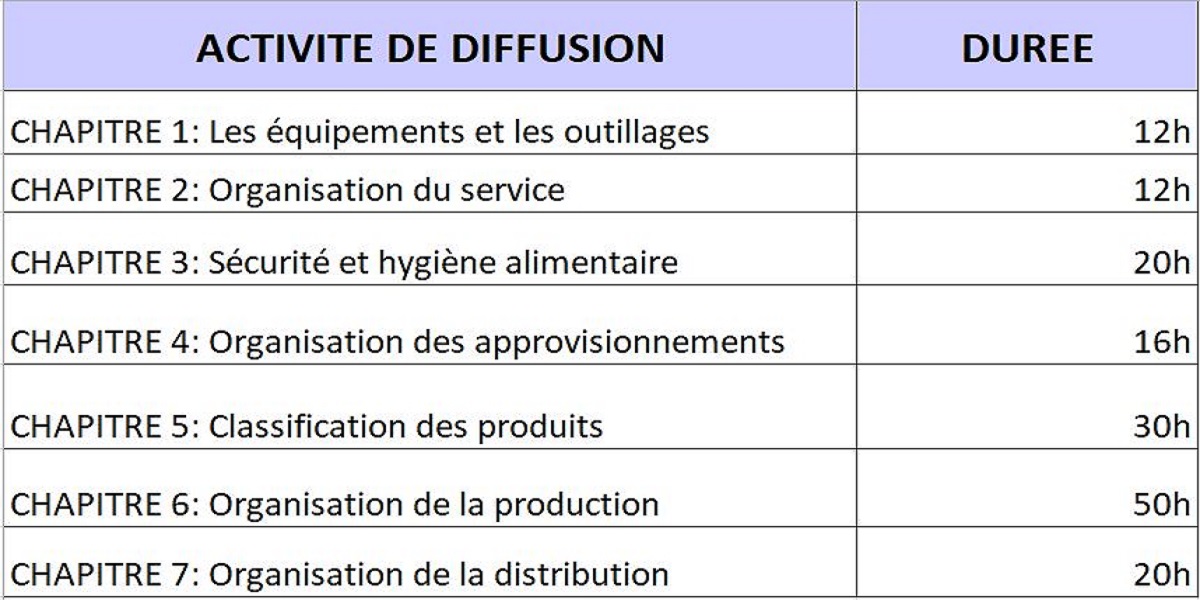 ACTIVITE DE DIFFUSION DUREE
CHAPITRE 1: Les équipements et les outillages 12h
CHAPITRE 2: Organisation du service 12h
CHAPITRE 3: Sécurité et hygiène alimentaire 20h
CHAPITRE 4: Organisation des approvisionnements 16h
CHAPITRE 5: Classification des produits 30h
CHAPITRE 6: Organisation de la production 50h
CHAPITRE 7: Organisation de la distribution 20h